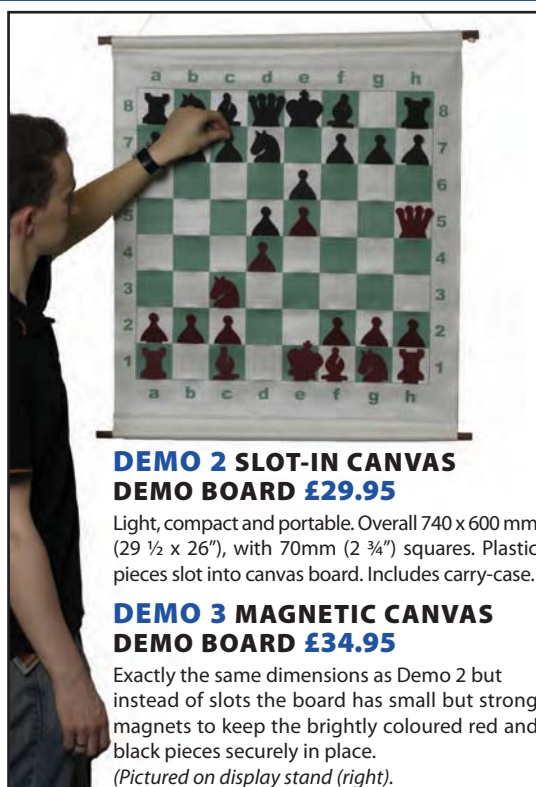 a b c d e f g h
8 8
7 7
6 6
5 5
4 4
3 3
2 2
1 1
a b c d e f g h
DEMO 2 SLOT-IN CANVAS
DEMO BOARD £29.95
Light, compact and portable. Overall 740 x 600 mm
(29 ½ x 26”), with 70mm (2 ¾”) squares. Plastic
pieces slot into canvas board. Includes carry-case.
DEMO 3 MAGNETIC CANVAS
DEMO BOARD £34.95
Exactly the same dimensions as Demo 2 but
instead of slots the board has small but strong
magnets to keep the brightly coloured red and
black pieces securely in place.
(Pictured on display stand (right).